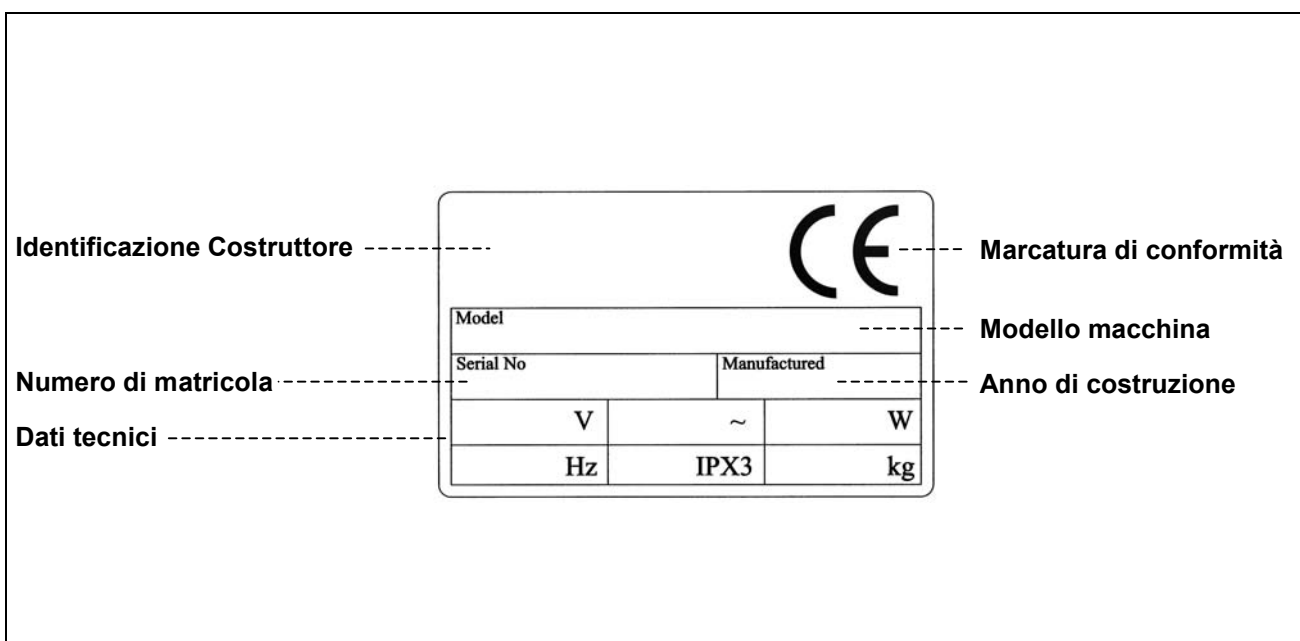 CE
Identificazione Costruttore
Marcatura di conformità
Model
Modello macchina
Serial No
Manufactured
Numero di matricola
Anno di costruzione
V
~
W
Dati tecnici
Hz
IPX3
kg